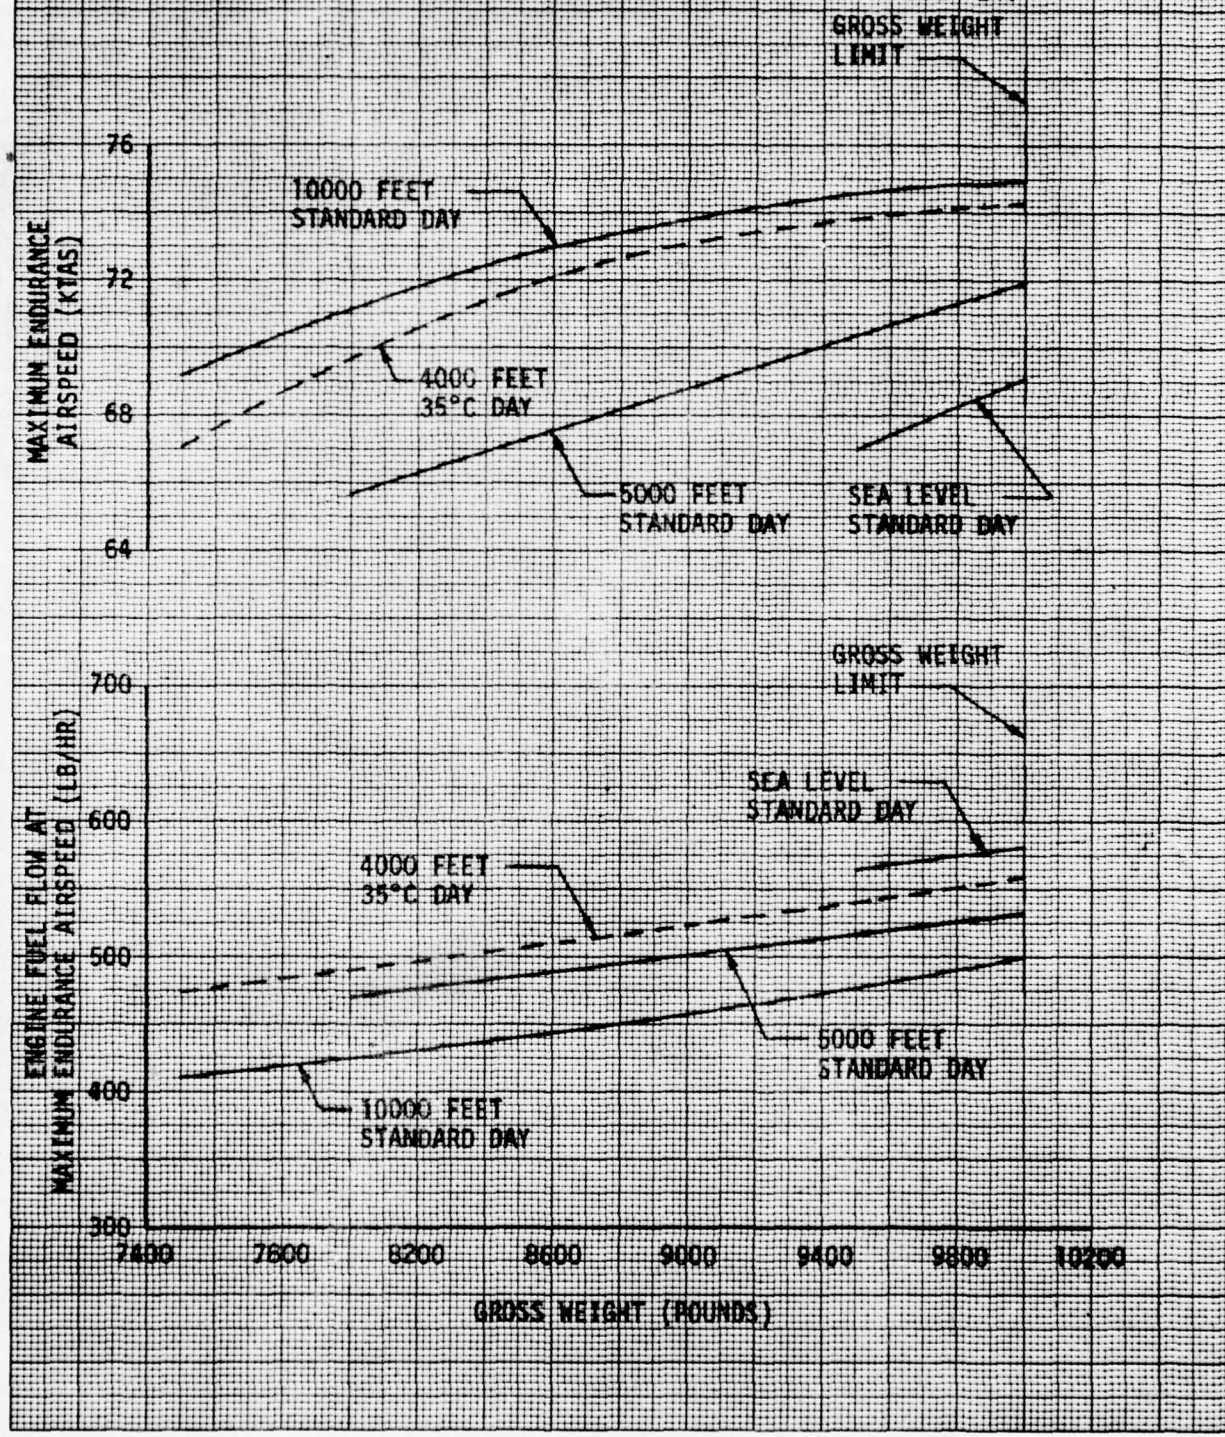 GROSS WEIGHT
LIMIT
76
10000 FEET
STANDARD DAY
72
MAXIMUM ENDURANCE
AIRSPEED (KTAS)
4000 FEET
35°C DAY
68
5000 FEET
STANDARD DAY
SEA LEVEL
STANDARD DAY
64
GROSS WEIGHT
LIMIT
700
SEA LEVEL
STANDARD DAY
600
4000 FEET
35°C DAY
ENGINE FUEL FLOW AT
MAXIMUM ENDURANCE AIRSPEED (LB/HR)
500
5000 FEET
STANDARD DAY
400
10000 FEET
STANDARD DAY
300
7400 7800 8200 8600 9000 9400 9800 10200
GROSS WEIGHT (POUNDS)